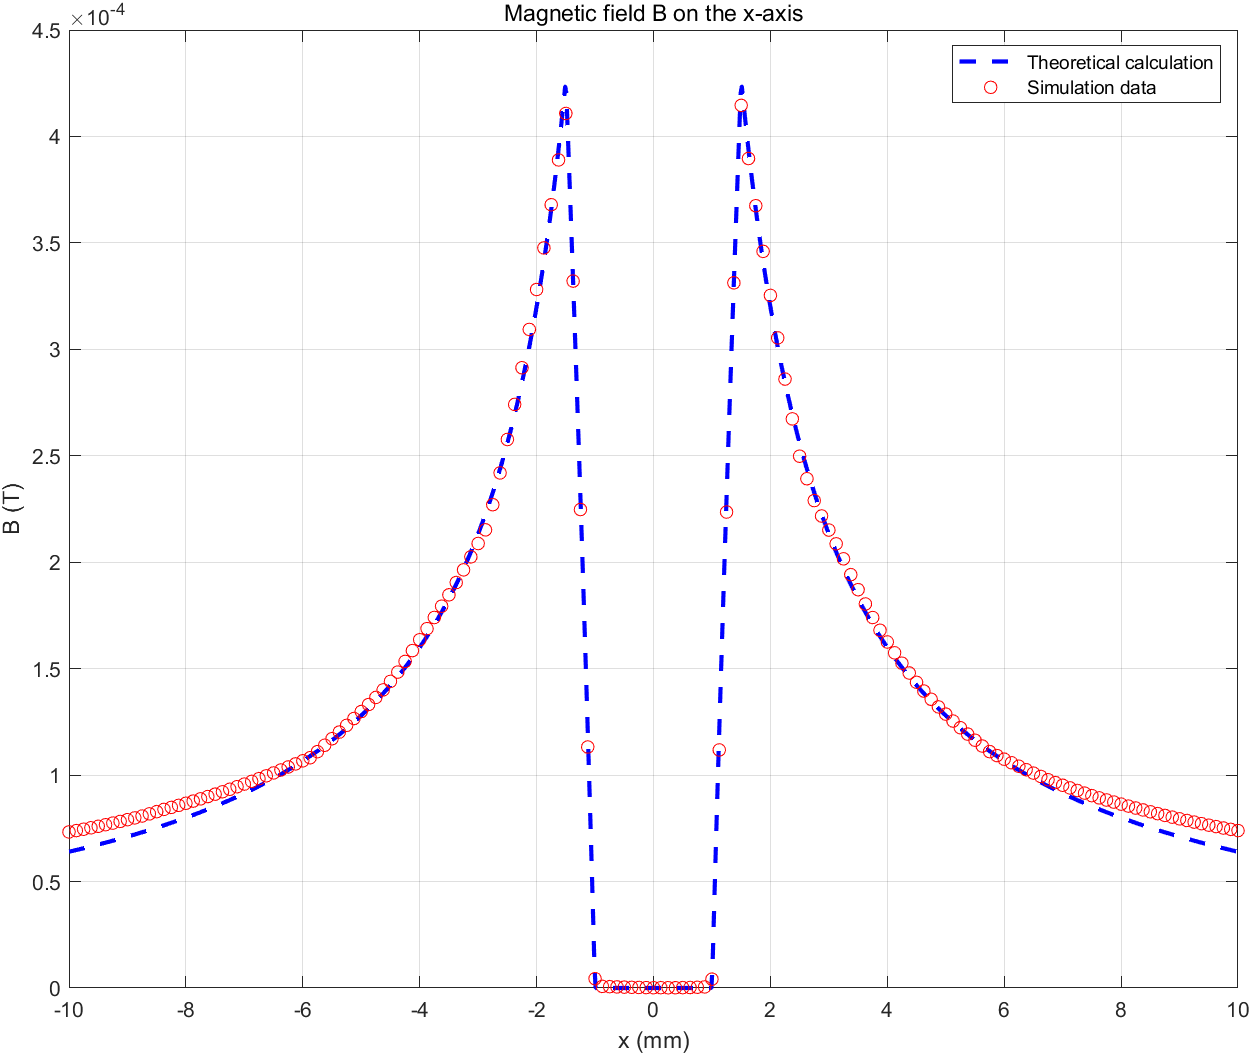 Magnetic field B on the x-axis
×10-4
4.5
4
3.5
3
2.5
2
1.5
1
0.5
0
B (T)
Theoretical calculation
Simulation data
-10 -8 -6 -4 -2 0 2 4 6 8 10
x (mm)